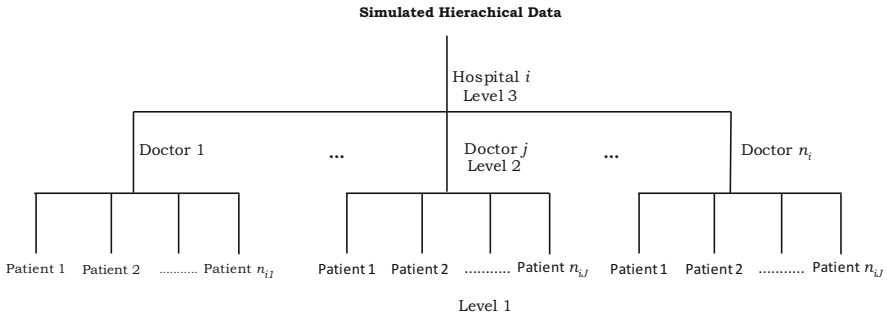 Simulated Hierachical Data
Hospital i
Level 3
Doctor 1
...
Doctor j
Level 2
...
Doctor n_i
Patient 1 Patient 2 ........... Patient n_i1
Patient 1 Patient 2 ........... Patient n_iJ
Patient 1 Patient 2 ........... Patient n_iJ
Level 1